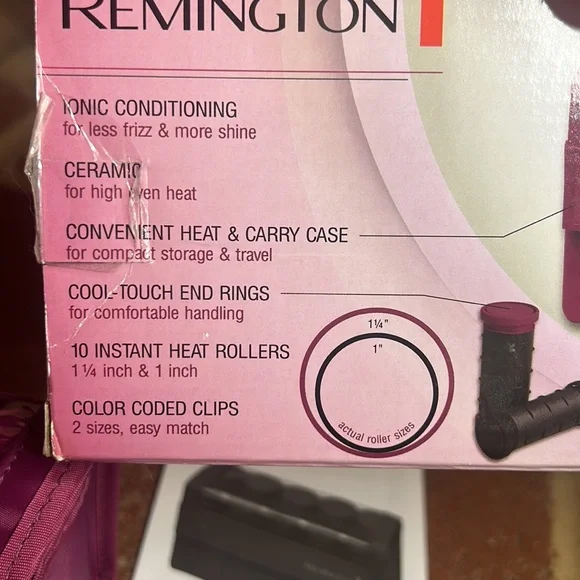 REMINGTON
IONIC CONDITIONING
for less frizz & more shine
CERAMIC
for high even heat
CONVENIENT HEAT & CARRY CASE
for compact storage & travel
COOL-TOUCH END RINGS
for comfortable handling
10 INSTANT HEAT ROLLERS
1 ¼ inch & 1 inch
COLOR CODED CLIPS
2 sizes, easy match
1¼"
1"
actual roller sizes